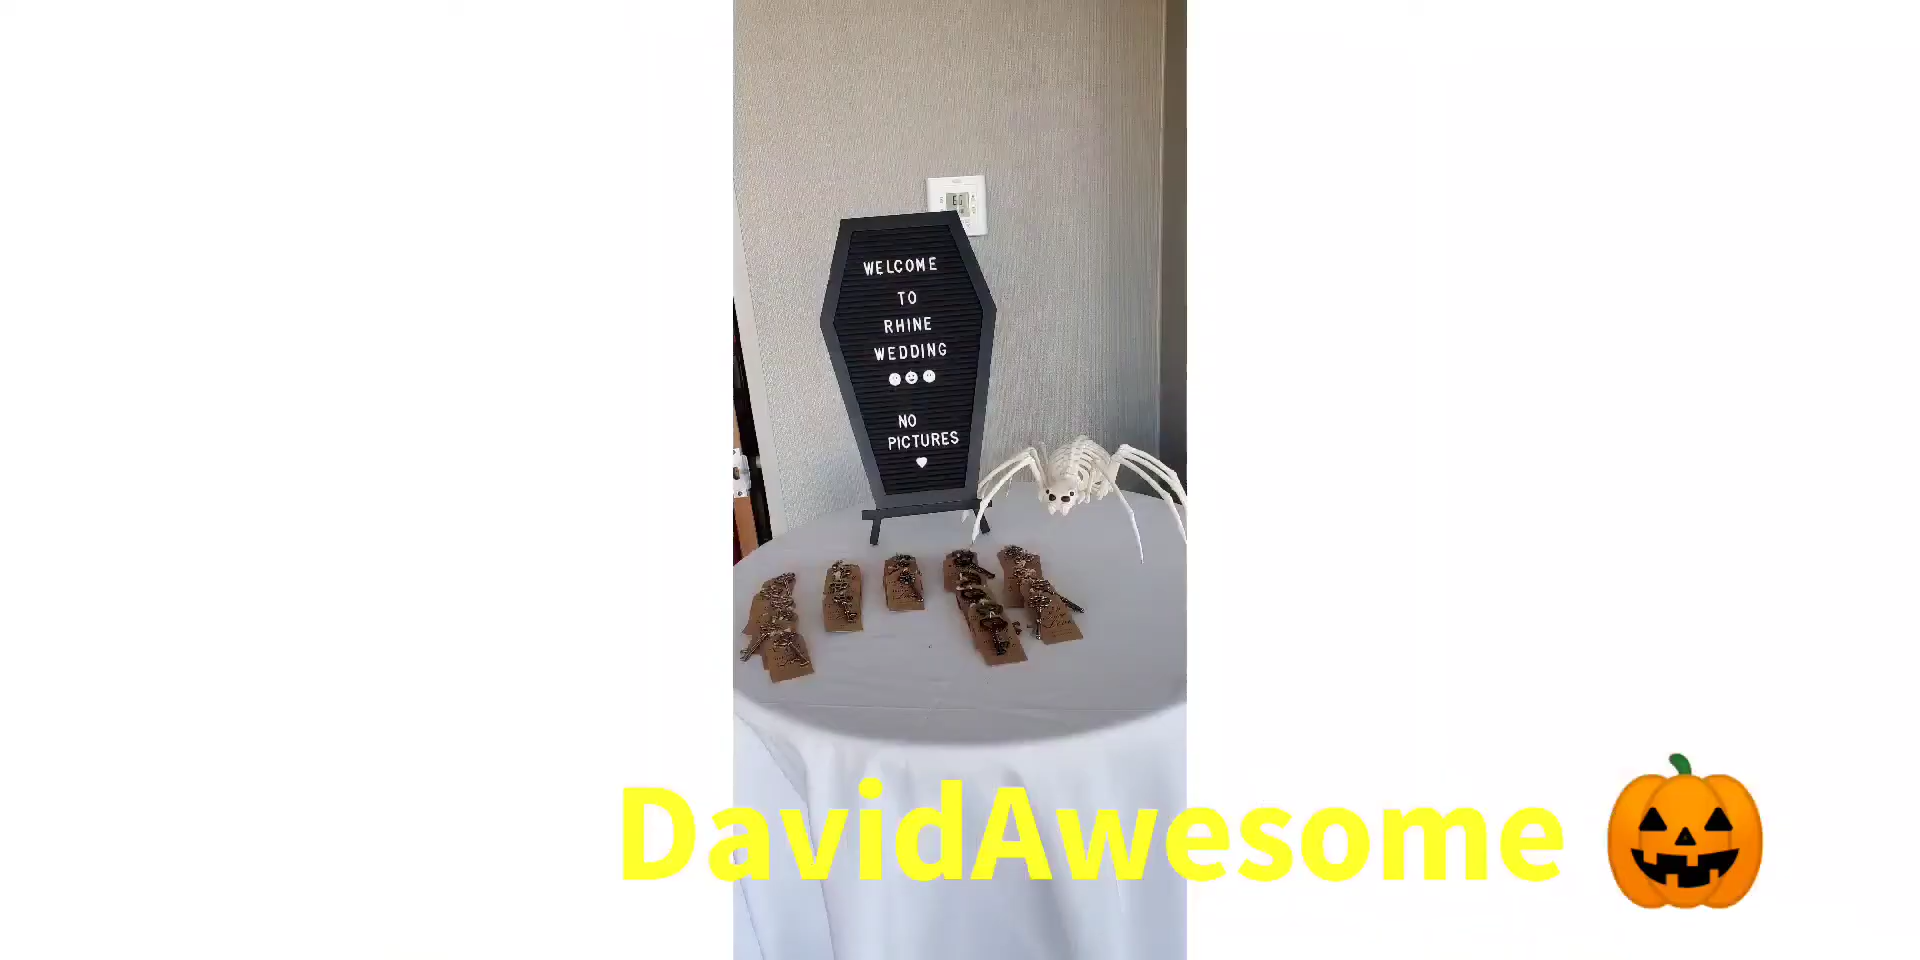 WELCOME
TO
RHINE
WEDDING
NO
PICTURES
DavidAwesome